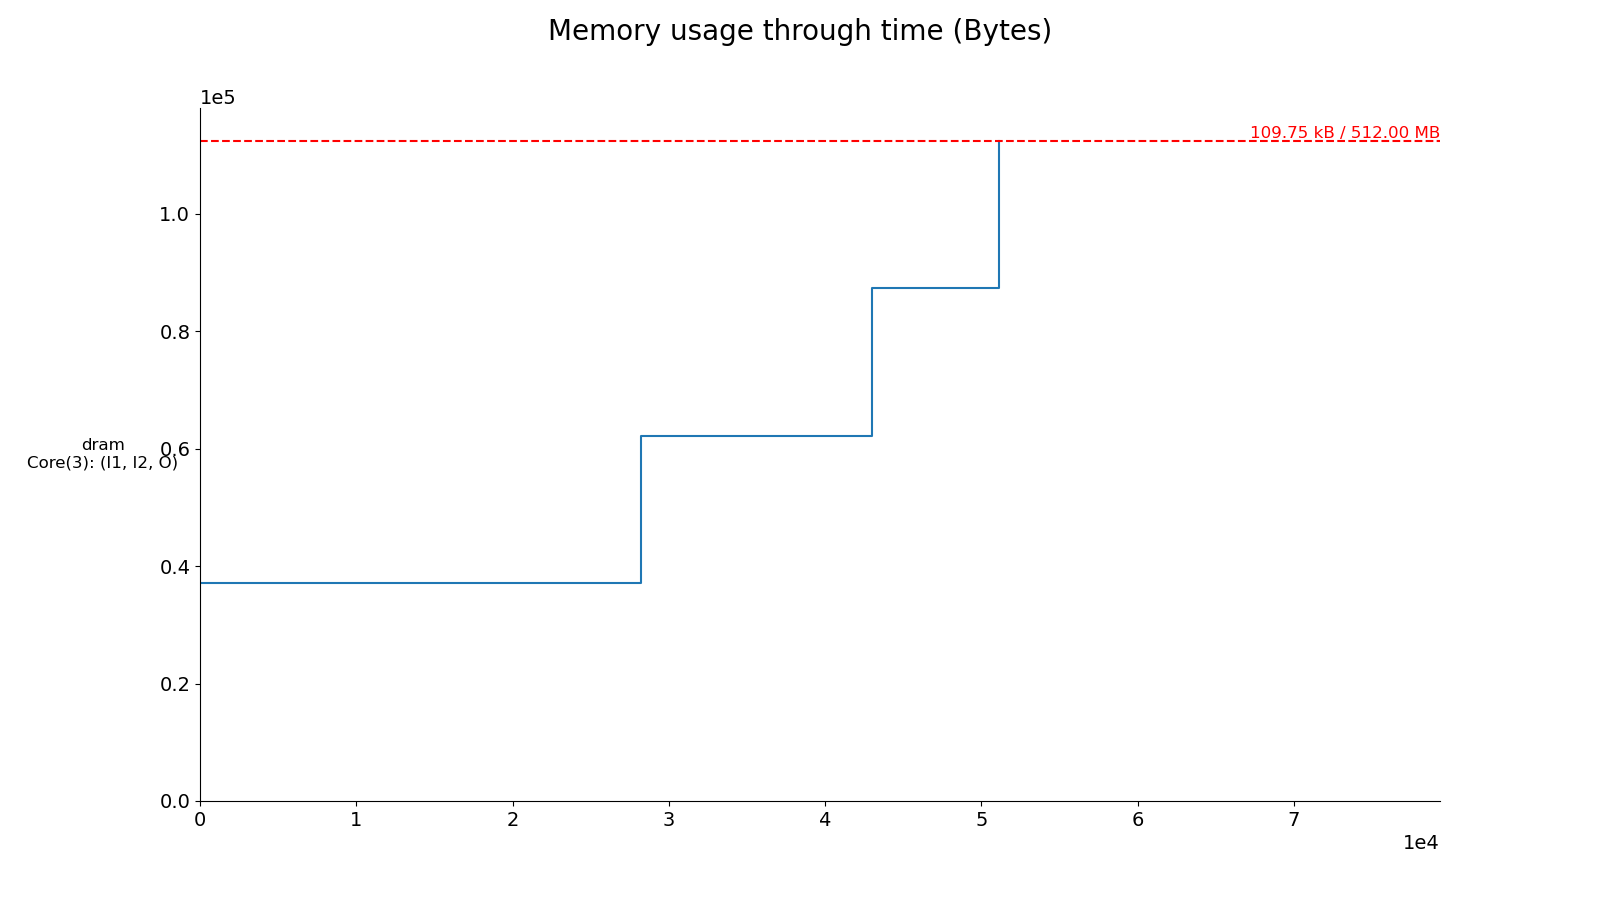 Memory usage through time (Bytes)
1e5
109.75 kB / 512.00 MB
1.0
0.8
0.6
dram
Core(3): (I1, I2, O)
0.4
0.2
0.0
0 1 2 3 4 5 6 7
1e4